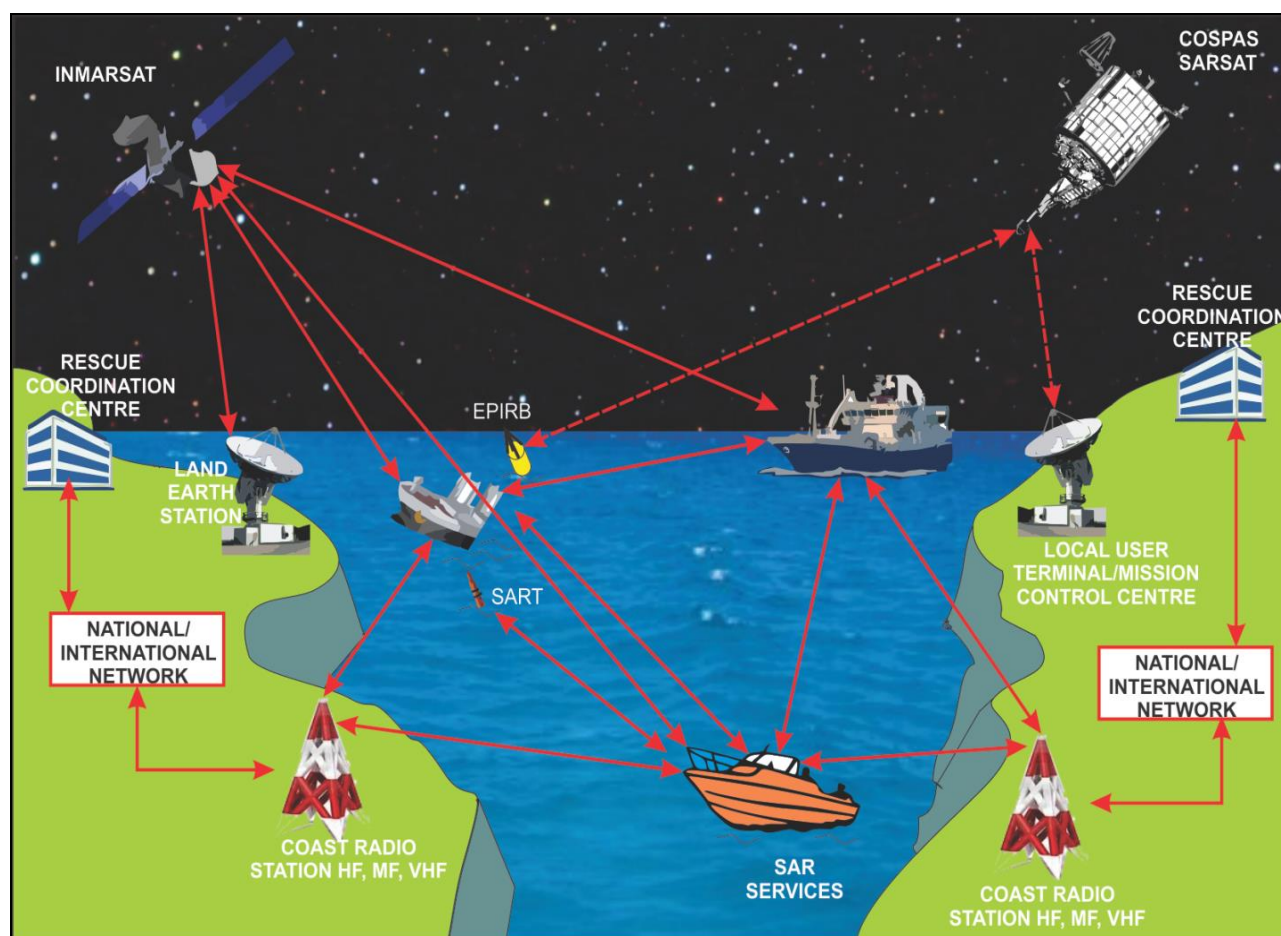 INMARSAT
COSPAS
SARSAT
RESCUE
COORDINATION
CENTRE
RESCUE
COORDINATION
CENTRE
EPIRB
LAND
EARTH
STATION
SART
LOCAL USER
TERMINAL/MISSION
CONTROL CENTRE
NATIONAL/
INTERNATIONAL
NETWORK
NATIONAL/
INTERNATIONAL
NETWORK
COAST RADIO
STATION HF, MF, VHF
SAR
SERVICES
COAST RADIO
STATION HF, MF, VHF